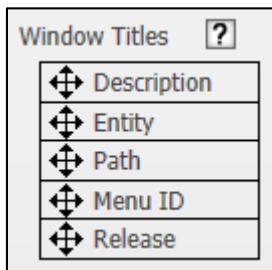 Window Titles ?
Description
Entity
Path
Menu ID
Release